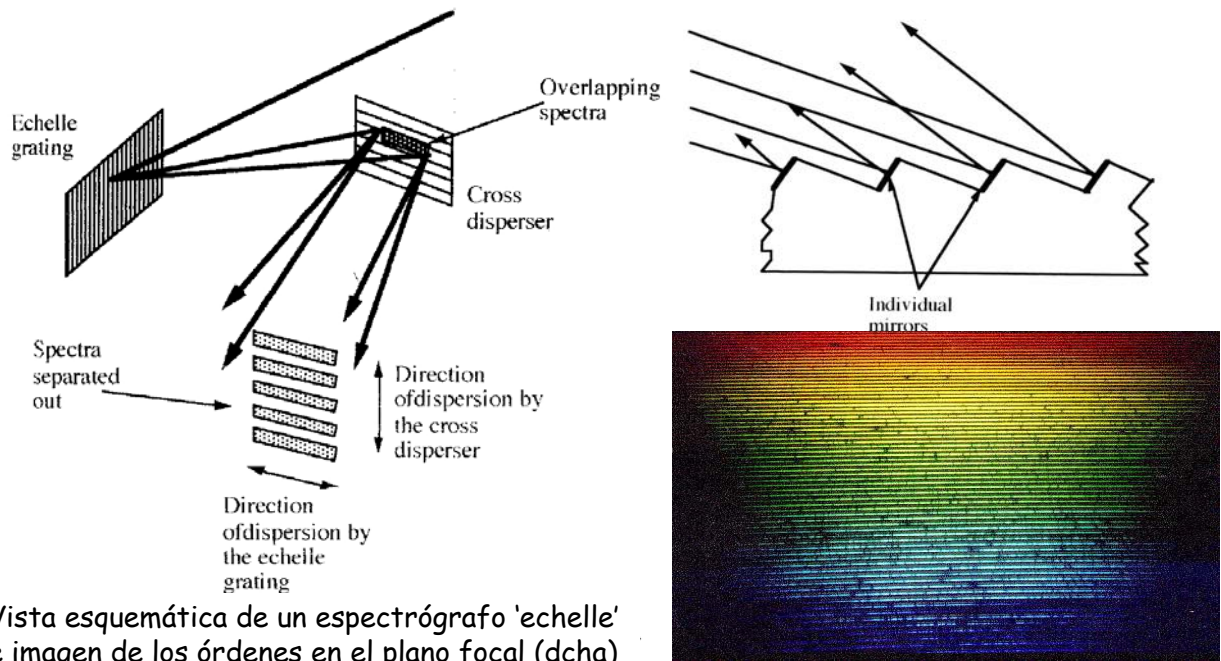 Echelle
grating
Overlapping
spectra
Cross
disperser
Spectra
separated
out
Direction
ofdispersion by
the cross
disperser
Direction
ofdispersion by
the echelle
grating
Individual
mirrors
Vista esquemática de un espectrógrafo ‘echelle’
e imagen de los órdenes en el plano focal (dcha)